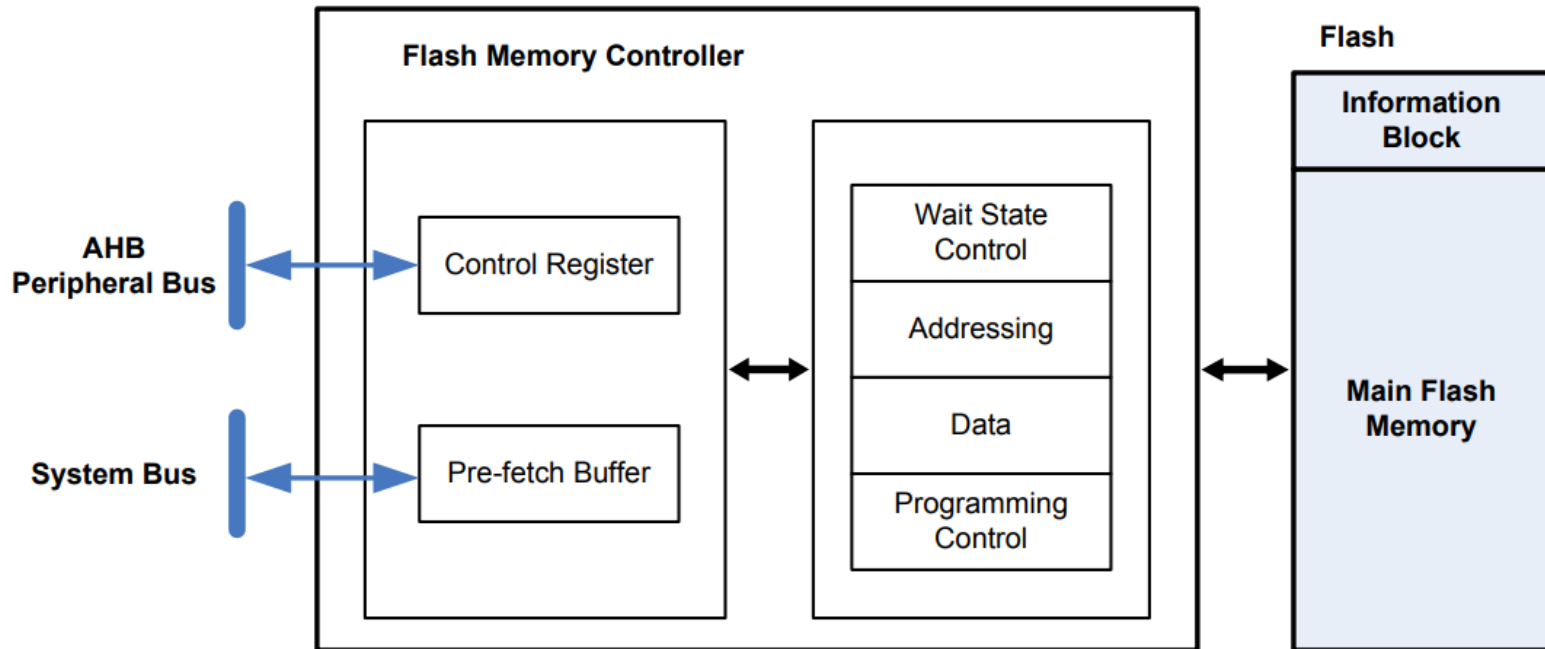 Flash Memory Controller
Flash
Information
Block
AHB
Peripheral Bus
Control Register
Wait State
Control
Addressing
Data
Programming
Control
Main Flash
Memory
System Bus
Pre-fetch Buffer